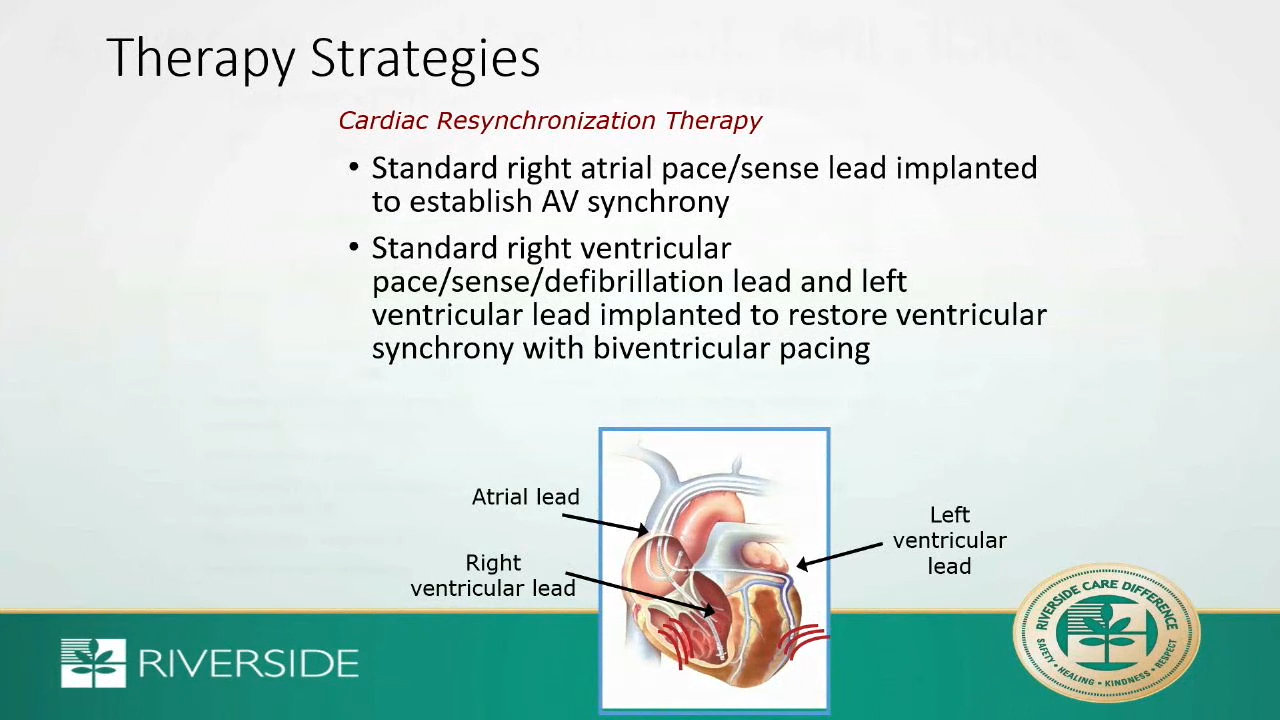 Therapy Strategies
Cardiac Resynchronization Therapy
• Standard right atrial pace/sense lead implanted
to establish AV synchrony
• Standard right ventricular
pace/sense/defibrillation lead and left
ventricular lead implanted to restore ventricular
synchrony with biventricular pacing
Atrial lead
Right
ventricular lead
Left
ventricular
lead
RIVERSIDE
RIVERSIDE CARE DIFFERENCE
SAFETY • HEALING • KINDNESS • RESPECT